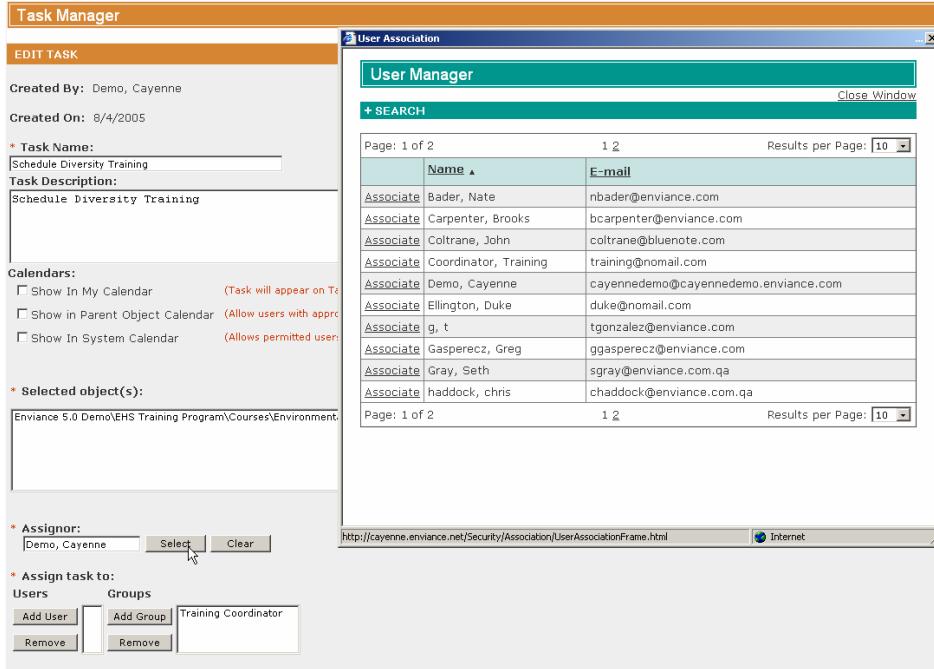 Task Manager
EDIT TASK
Created By: Demo, Cayenne
Created On: 8/4/2005
* Task Name:
Schedule Diversity Training
Task Description:
Schedule Diversity Training
Calendars:
Show In My Calendar (Task will appear on Ta
Show in Parent Object Calendar (Allow users with appro
Show In System Calendar (Allows permitted user
* Selected object(s):
Enviance 5.0 Demo\EHS Training Program\Courses\Environment
* Assignor:
Demo, Cayenne Select Clear
* Assign task to:
Users Groups
Add User Add Group Training Coordinator
Remove Remove
User Association
User Manager
Close Window
+ SEARCH
Page: 1 of 2 1 2 Results per Page: 10
Name E-mail
Associate Bader, Nate nbader@enviance.com
Associate Carpenter, Brooks bcarpenter@enviance.com
Associate Coltrane, John coltrane@bluenote.com
Associate Coordinator, Training training@nomail.com
Associate Demo, Cayenne cayennedemo@cayennedemo.enviance.com
Associate Ellington, Duke duke@nomail.com
Associate g, t tgonzalez@enviance.com
Associate Gasperecz, Greg ggasperecz@enviance.com
Associate Gray, Seth sgray@enviance.com.qa
Associate haddock, chris chaddock@enviance.com.qa
Page: 1 of 2 1 2 Results per Page: 10
http://cayenne.enviance.net/Security/Association/UserAssociationFrame.html Internet